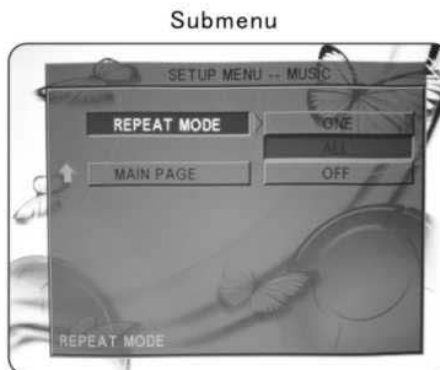 Submenu
SETUP MENU -- MUSIC
REPEAT MODE
ONE
ALL
MAIN PAGE
OFF
REPEAT MODE